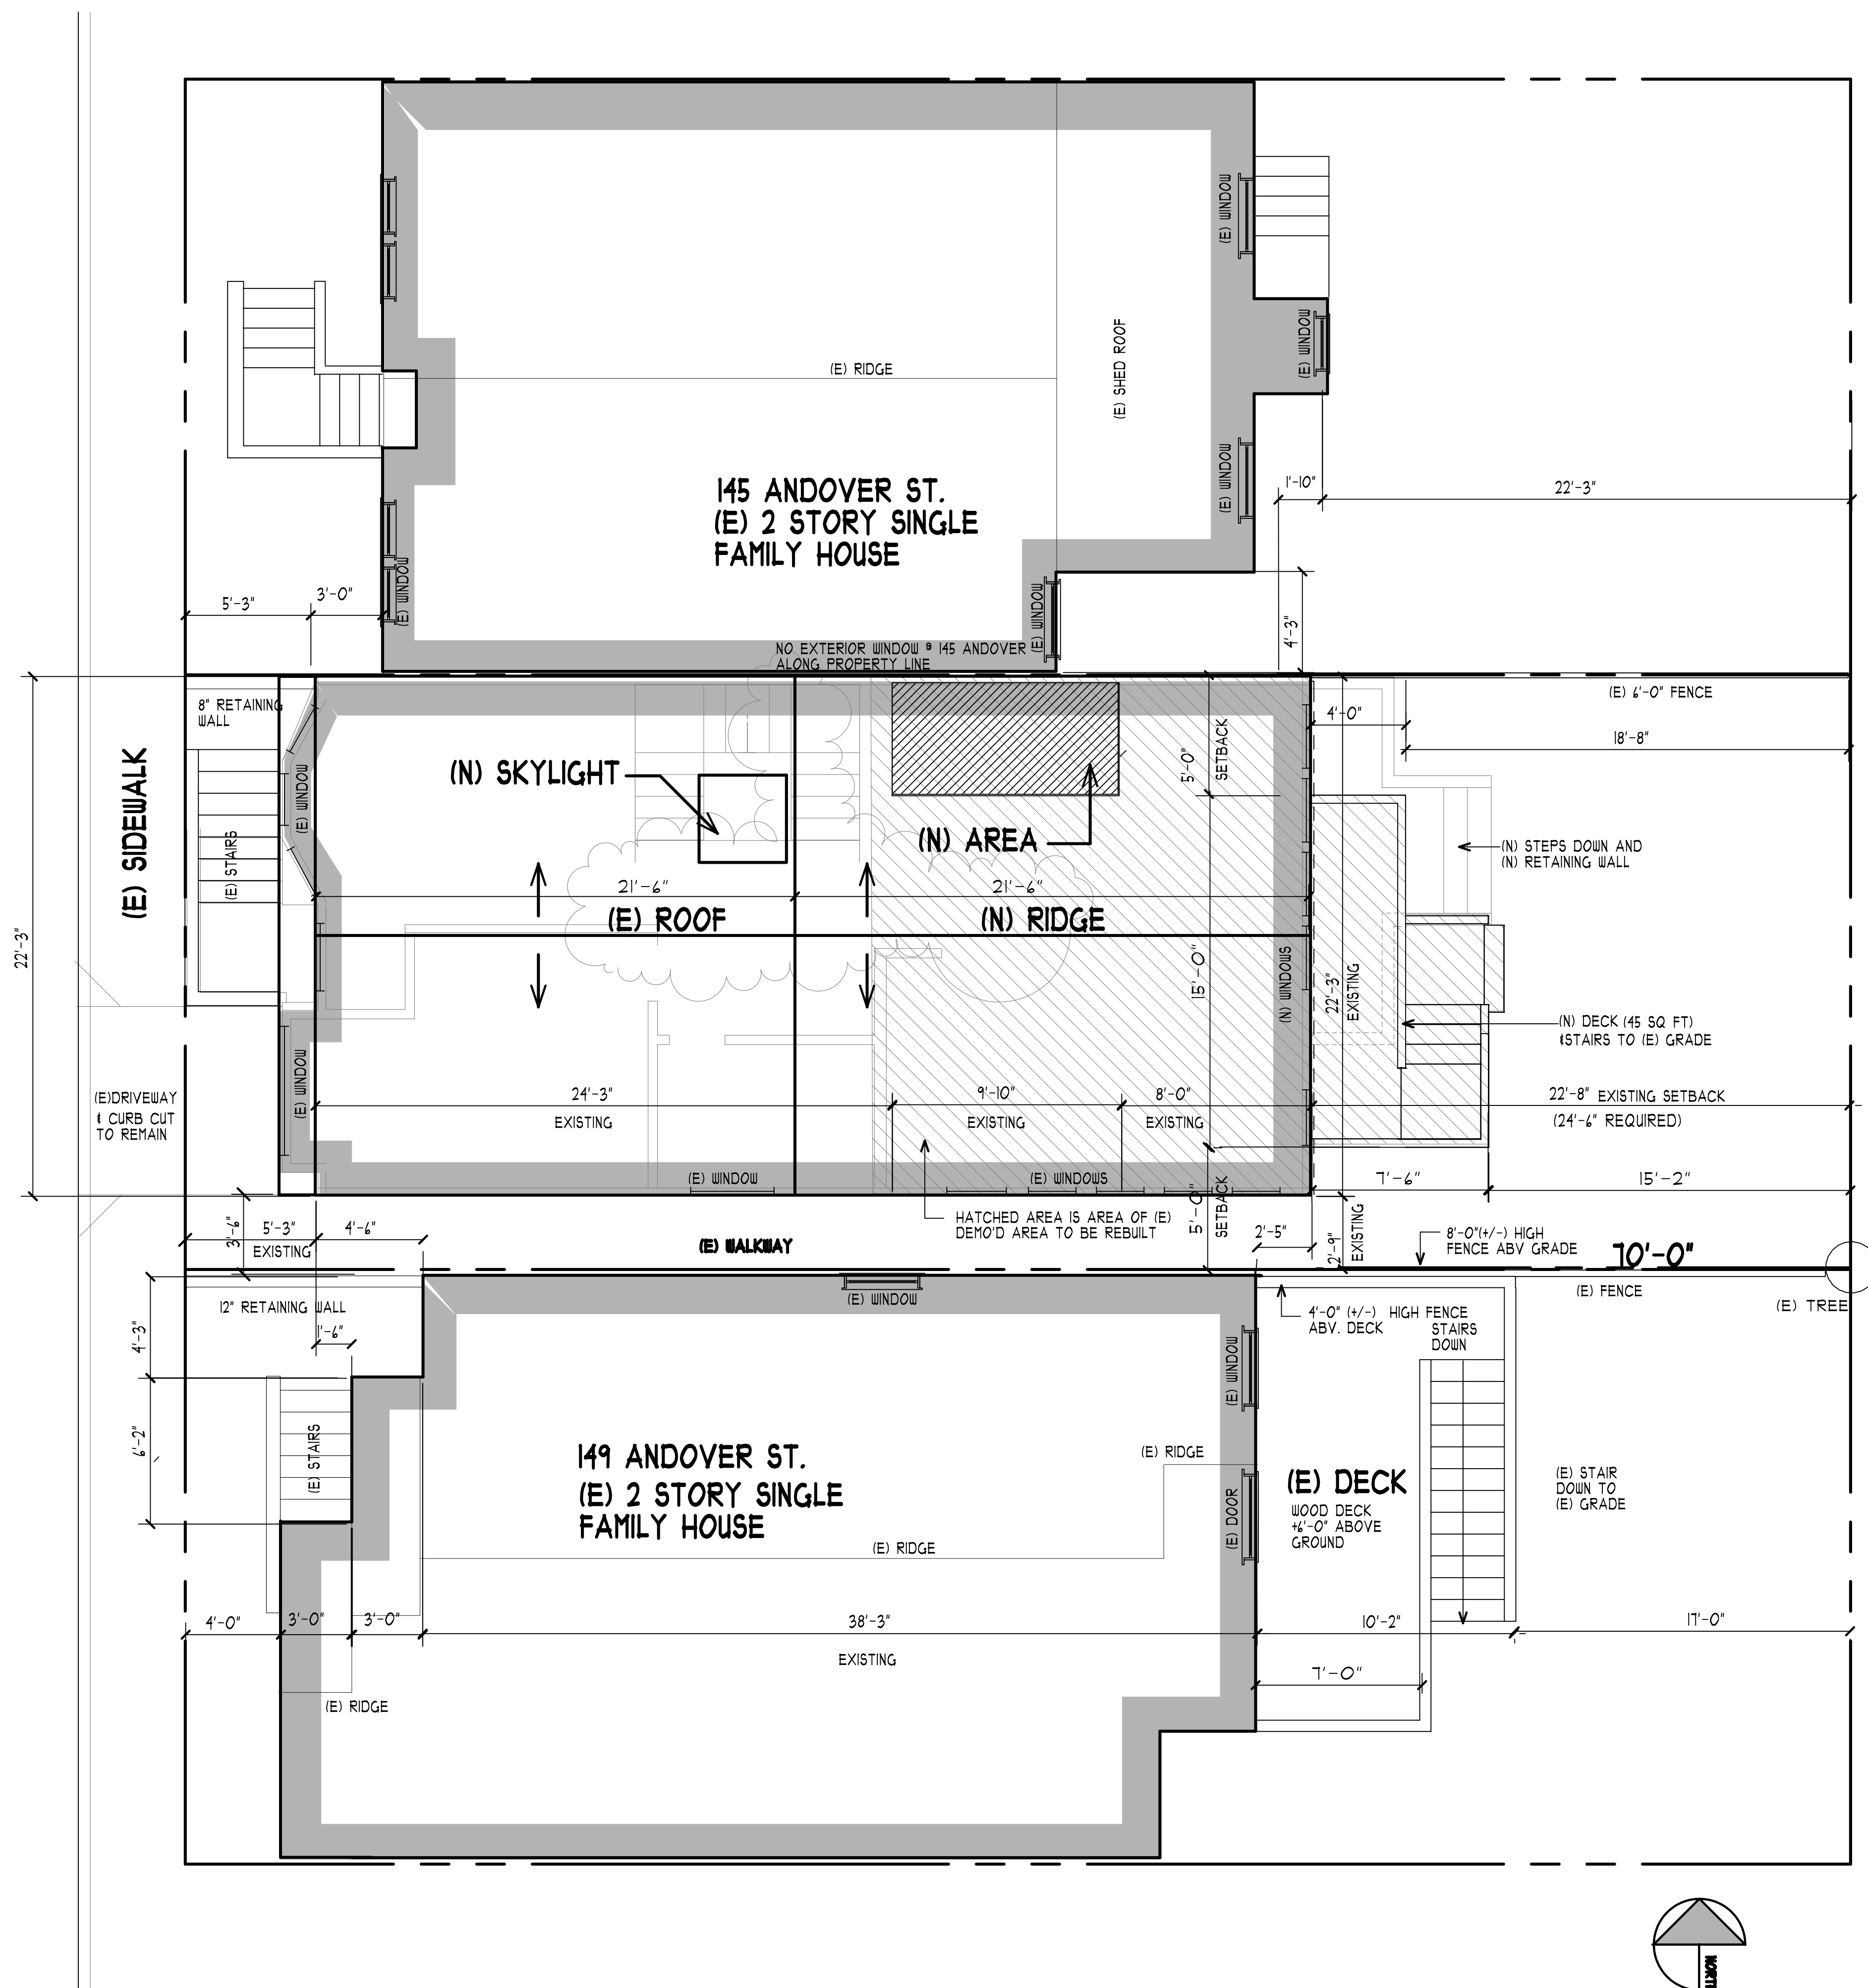 (E) WINDOW
(E) WINDOW
(E) RIDGE
(E) SHED ROOF
(E) WINDOW
145 ANDOVER ST.
(E) 2 STORY SINGLE
FAMILY HOUSE
1'-10"
22'-3"
5'-3"
3'-0"
(E) WINDOW
(E) WINDOW
4'-3"
NO EXTERIOR WINDOW @ 145 ANDOVER
ALONG PROPERTY LINE
8" RETAINING
WALL
(E) 6'-0" FENCE
4'-0"
18'-8"
(E) SIDEWALK
(E) STAIRS
(E) WINDOW
(N) SKYLIGHT
(N) AREA
5'-0"
SETBACK
(N) STEPS DOWN AND
(N) RETAINING WALL
21'-6"
21'-6"
(E) ROOF
(N) RIDGE
22'-3"
15'-0"
(N) WINDOWS
22'-3"
EXISTING
(N) DECK (45 SQ FT)
&STAIRS TO (E) GRADE
(E) WINDOW
(E)DRIVEWAY
& CURB CUT
TO REMAIN
24'-3"
EXISTING
9'-10"
EXISTING
8'-0"
EXISTING
22'-8" EXISTING SETBACK
(24'-6" REQUIRED)
(E) WINDOW
(E) WINDOWS
7'-6"
15'-2"
3'-6"
5'-3"
EXISTING
4'-6"
(E) WALKWAY
HATCHED AREA IS AREA OF (E)
DEMO'D AREA TO BE REBUILT
5'-0"
SETBACK
2'-5"
2'-9"
EXISTING
8'-0"(+/-) HIGH
FENCE ABV GRADE
10'-0"
12" RETAINING WALL
(E) WINDOW
(E) FENCE
(E) TREE
4'-3"
1'-6"
4'-0" (+/-) HIGH FENCE
ABV. DECK
STAIRS
DOWN
(E) WINDOW
6'-2"
(E) STAIRS
149 ANDOVER ST.
(E) 2 STORY SINGLE
FAMILY HOUSE
(E) RIDGE
(E) DOOR
(E) DECK
WOOD DECK
+6'-0" ABOVE
GROUND
(E) STAIR
DOWN TO
(E) GRADE
(E) RIDGE
4'-0"
3'-0"
3'-0"
38'-3"
EXISTING
10'-2"
17'-0"
7'-0"
(E) RIDGE